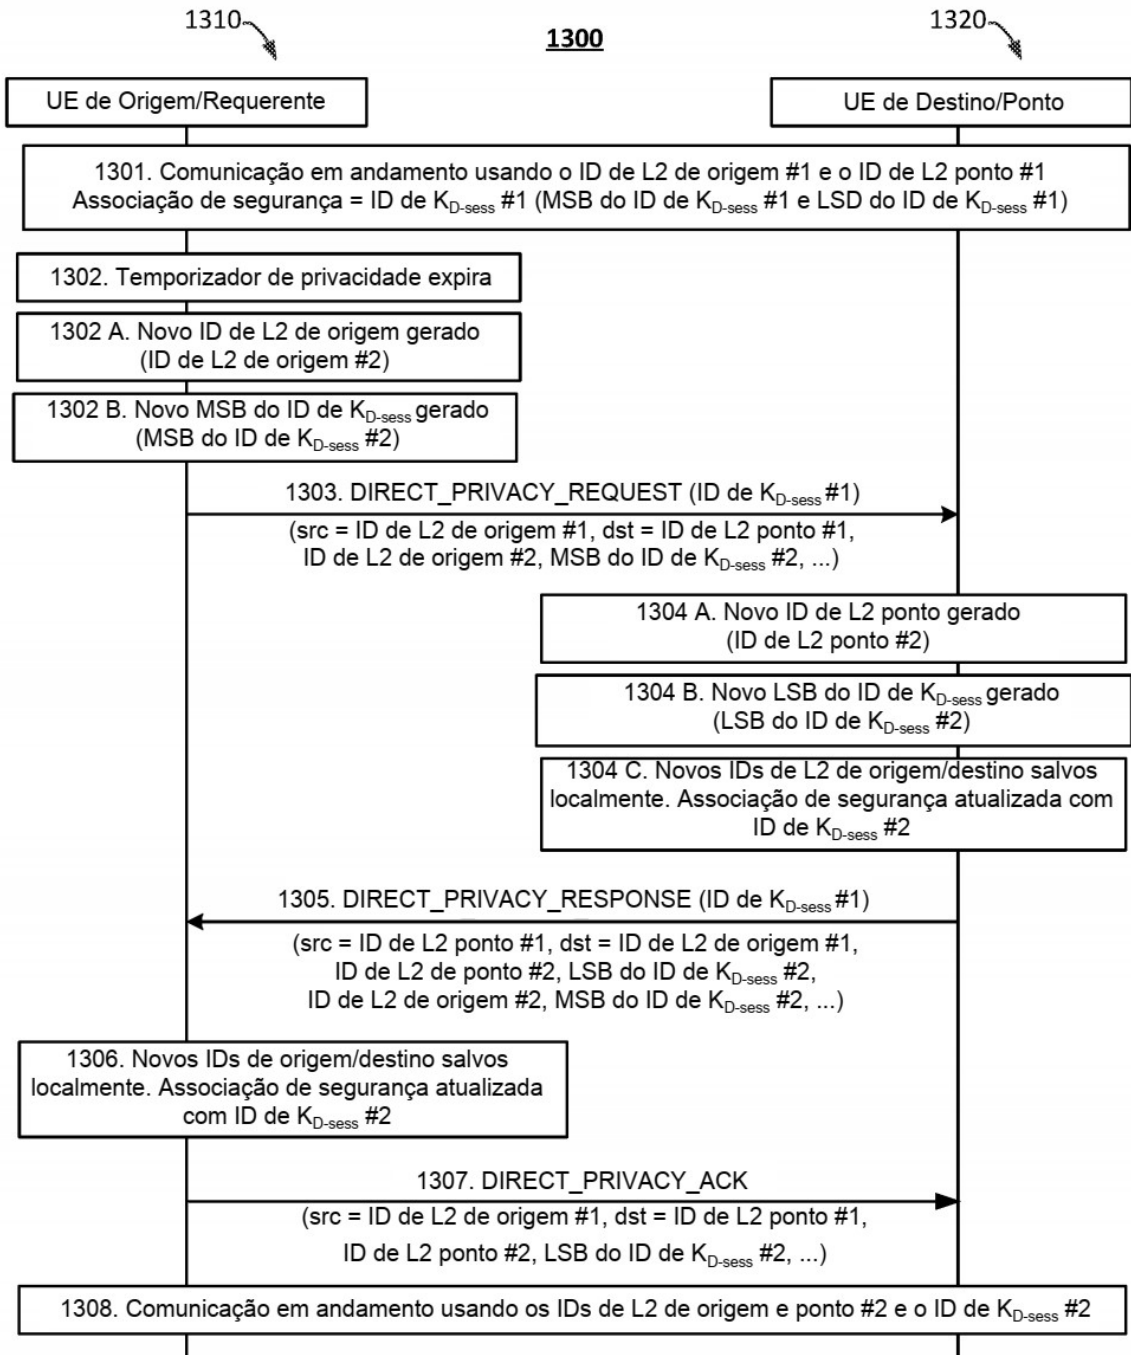 1310
1300
1320
UE de Origem/Requerente
UE de Destino/Ponto
1301. Comunicação em andamento usando o ID de L2 de origem #1 e o ID de L2 ponto #1
Associação de segurança = ID de KD-sess #1 (MSB do ID de KD-sess #1 e LSD do ID de KD-sess #1)
1302. Temporizador de privacidade expira
1302 A. Novo ID de L2 de origem gerado
(ID de L2 de origem #2)
1302 B. Novo MSB do ID de KD-sess gerado
(MSB do ID de KD-sess #2)
1303. DIRECT_PRIVACY_REQUEST (ID de KD-sess #1)
(src = ID de L2 de origem #1, dst = ID de L2 ponto #1,
ID de L2 de origem #2, MSB do ID de KD-sess #2, ...)
1304 A. Novo ID de L2 ponto gerado
(ID de L2 ponto #2)
1304 B. Novo LSB do ID de KD-sess gerado
(LSB do ID de KD-sess #2)
1304 C. Novos IDs de L2 de origem/destino salvos
localmente. Associação de segurança atualizada com
ID de KD-sess #2
1305. DIRECT_PRIVACY_RESPONSE (ID de KD-sess #1)
(src = ID de L2 ponto #1, dst = ID de L2 de origem #1,
ID de L2 de ponto #2, LSB do ID de KD-sess #2,
ID de L2 de origem #2, MSB do ID de KD-sess #2, ...)
1306. Novos IDs de origem/destino salvos
localmente. Associação de segurança atualizada
com ID de KD-sess #2
1307. DIRECT_PRIVACY_ACK
(src = ID de L2 de origem #1, dst = ID de L2 ponto #1,
ID de L2 ponto #2, LSB do ID de KD-sess #2, ...)
1308. Comunicação em andamento usando os IDs de L2 de origem e ponto #2 e o ID de KD-sess #2